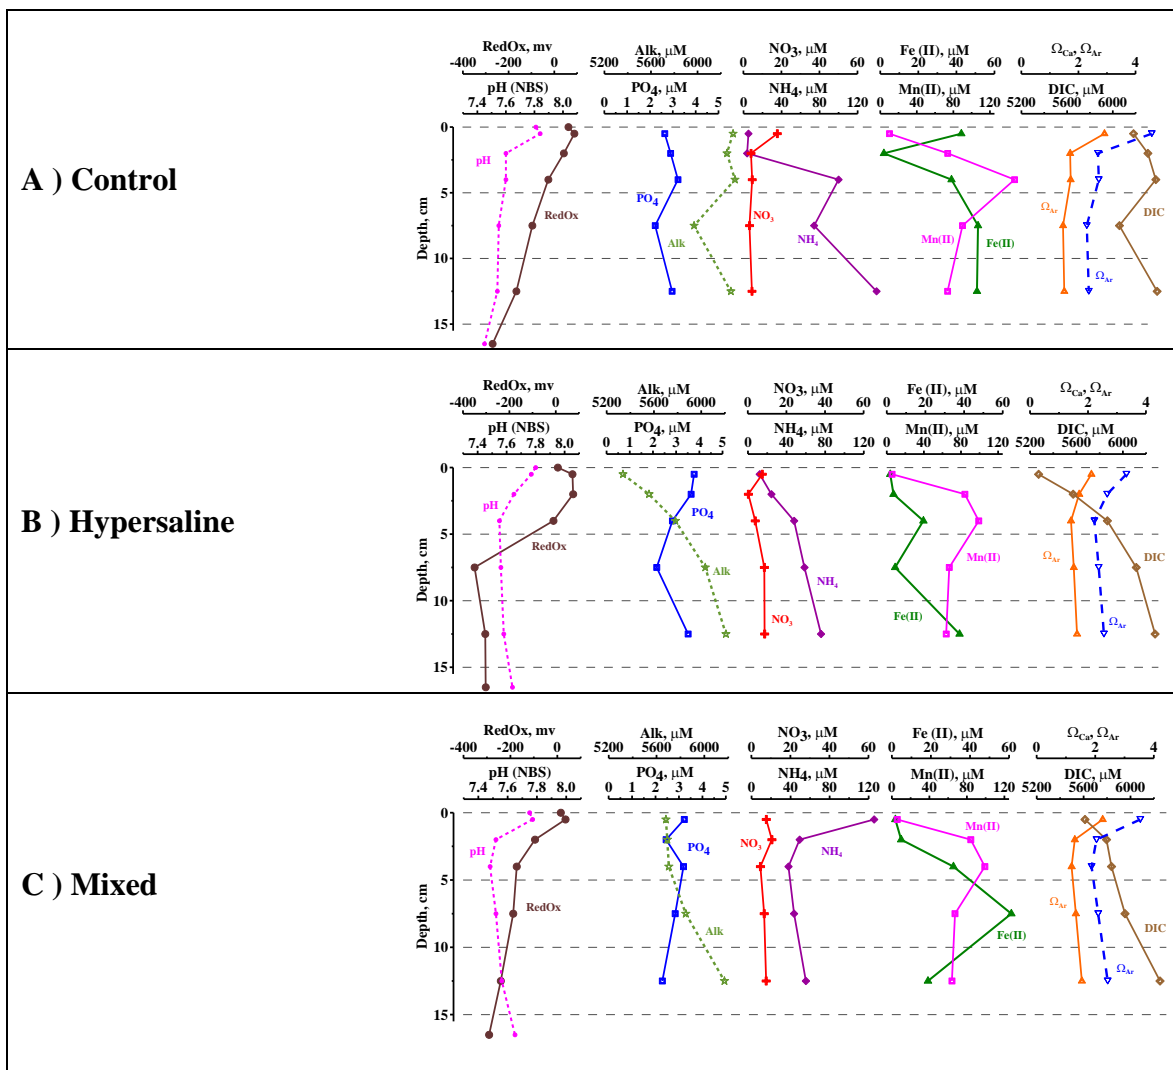 RedOx, mv Alk, μM NO3, μM Fe (II), μM ΩCa, ΩAr
-400 -200 0 5200 5600 6000 0 20 40 60 0 20 40 60 0 2 4
pH (NBS) PO4, μM NH4, μM Mn(II), μM DIC, μM
7.4 7.6 7.8 8.0 0 1 2 3 4 5 0 40 80 120 0 40 80 120 5200 5600 6000
0
pH
A ) Control
PO4
RedOx
NO3
ΩAr
DIC
Depth, cm
5
NH4
Alk
Mn(II)
Fe(II)
10
ΩAr
15
RedOx, mv Alk, μM NO3, μM Fe (II), μM ΩCa, ΩAr
-400 -200 0 5200 5600 6000 0 20 40 60 0 20 40 60 0 2 4
pH (NBS) PO4, μM NH4, μM Mn(II), μM DIC, μM
7.4 7.6 7.8 8.0 0 1 2 3 4 5 0 40 80 120 0 40 80 120 5200 5600 6000
0
pH
PO4
B ) Hypersaline
Depth, cm
5
RedOx
Mn(II)
DIC
Alk
NH4
ΩAr
ΩAr
10
Fe(II)
NO3
15
RedOx, mv Alk, μM NO3, μM Fe (II), μM ΩCa, ΩAr
-400 -200 0 5200 5600 6000 0 20 40 60 0 20 40 60 0 2 4
pH (NBS) PO4, μM NH4, μM Mn(II), μM DIC, μM
7.4 7.6 7.8 8.0 0 1 2 3 4 5 0 40 80 120 0 40 80 120 5200 5600 6000
0
Mn(II)
pH
PO4
NO3
NH4
C ) Mixed
Depth, cm
5
RedOx
ΩAr
Alk
DIC
Fe(II)
10
ΩAr
15